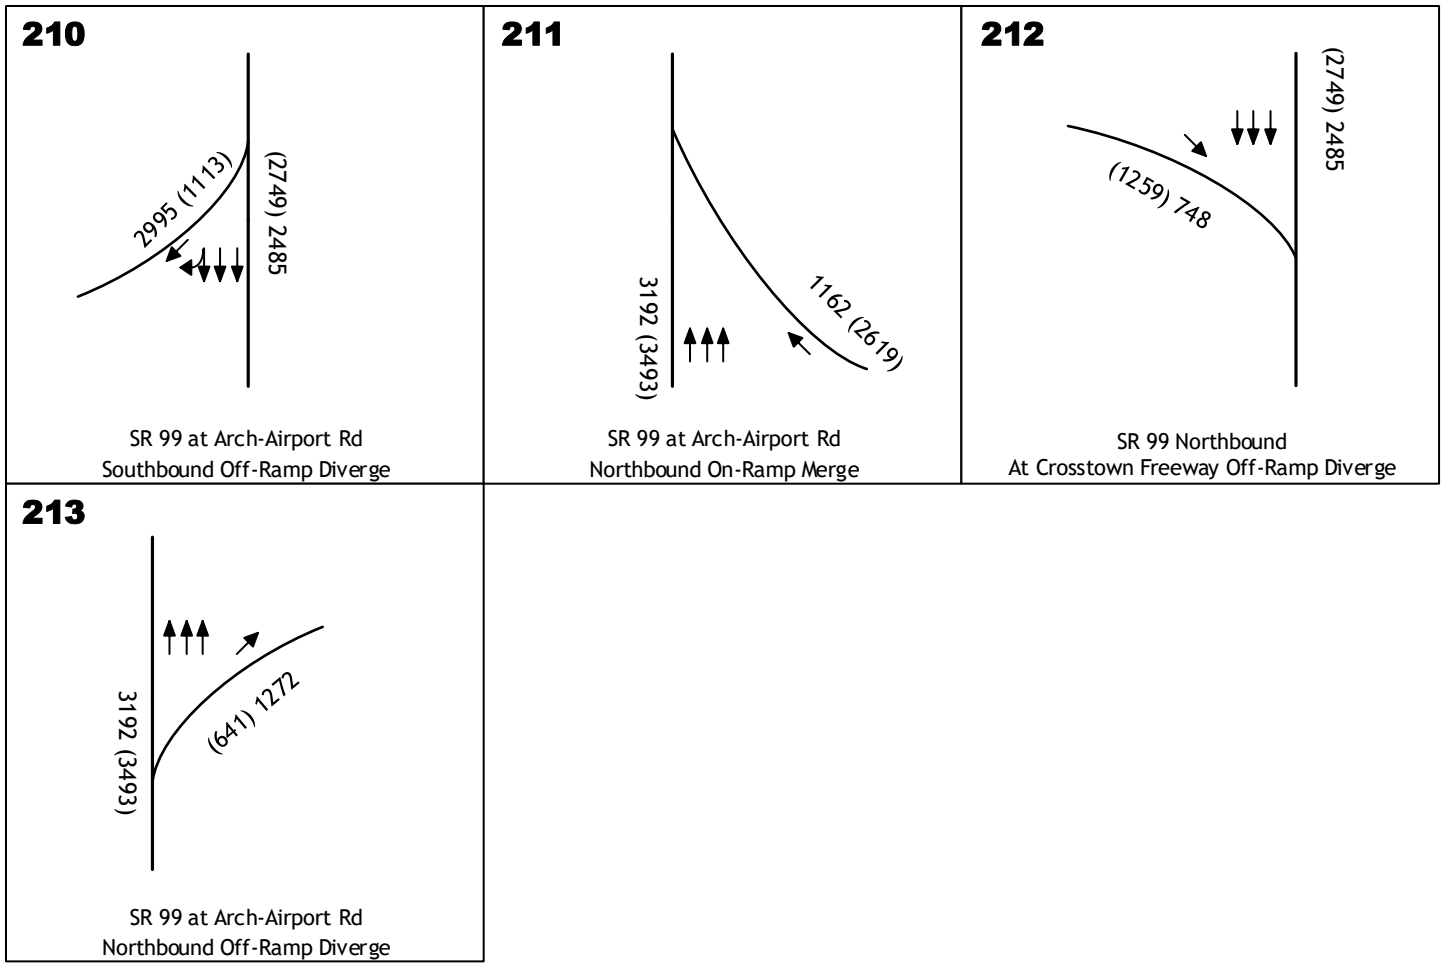 210
2995 (1113)
(2749) 2485
SR 99 at Arch-Airport Rd
Southbound Off-Ramp Diverge
211
3192 (3493)
1162 (2619)
SR 99 at Arch-Airport Rd
Northbound On-Ramp Merge
212
(2749) 2485
(1259) 748
SR 99 Northbound
At Crosstown Freeway Off-Ramp Diverge
213
3192 (3493)
(641) 1272
SR 99 at Arch-Airport Rd
Northbound Off-Ramp Diverge